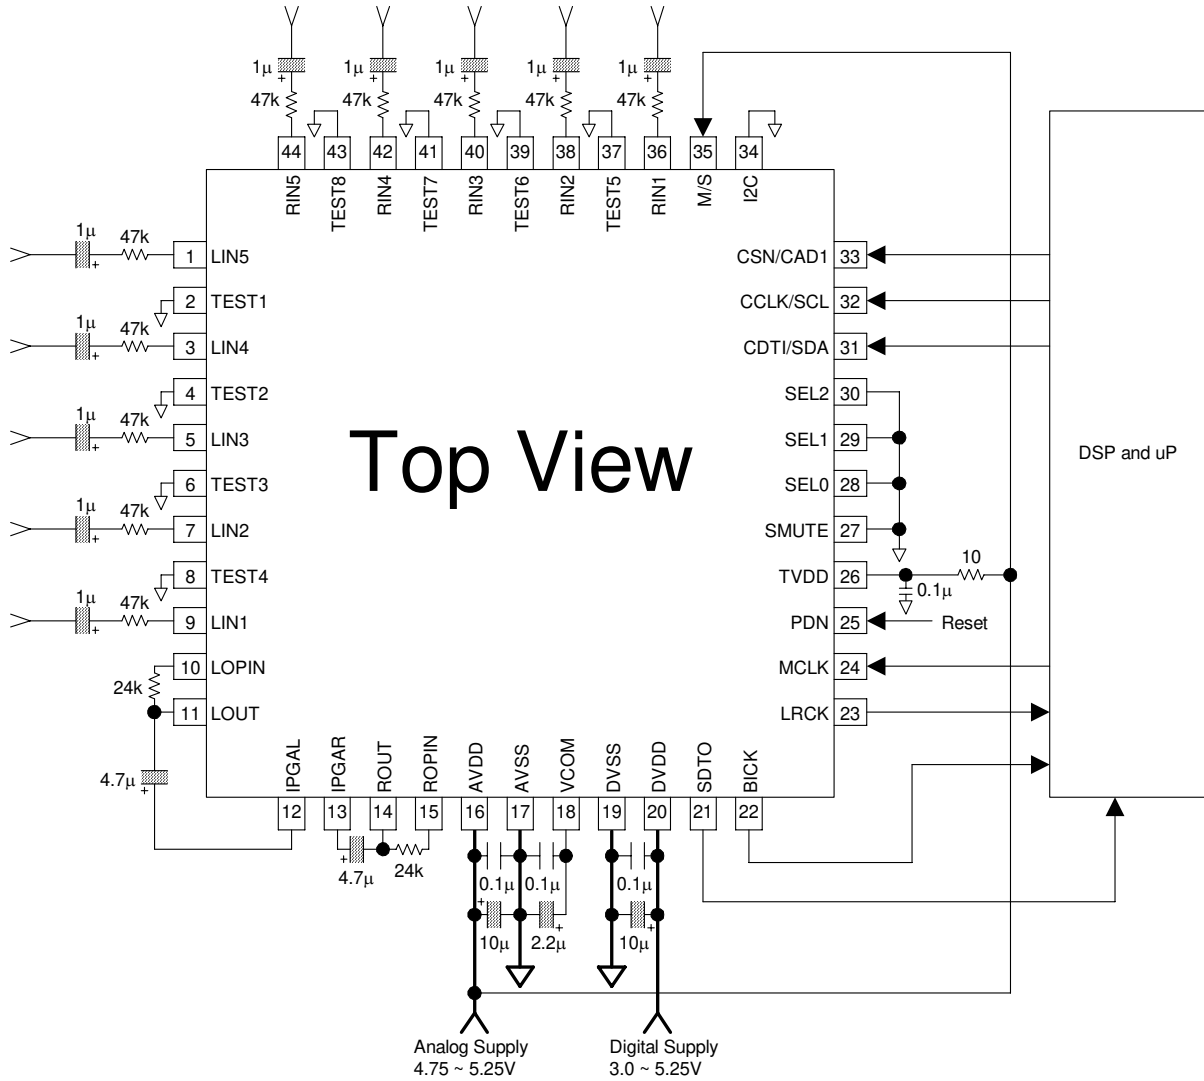 1μ 1μ 1μ 1μ 1μ
+ + + + +
47k 47k 47k 47k 47k
44 43 42 41 40 39 38 37 36 35 34
RIN5 TEST8 RIN4 TEST7 RIN3 TEST6 RIN2 TEST5 RIN1 M/S I2C
1μ + 47k 1 LIN5
2 TEST1
1μ + 47k 3 LIN4
4 TEST2
1μ + 47k 5 LIN3
6 TEST3
1μ + 47k 7 LIN2
8 TEST4
1μ + 47k 9 LIN1
10 LOPIN
24k
11 LOUT
4.7μ +
Top View
CSN/CAD1 33
CCLK/SCL 32
CDTI/SDA 31
SEL2 30
SEL1 29
SEL0 28
SMUTE 27
TVDD 26
10
0.1μ
PDN 25 Reset
MCLK 24
LRCK 23
DSP and uP
IPGAL IPGAR ROUT ROPIN AVDD AVSS VCOM DVSS DVDD SDTO BICK
12 13 14 15 16 17 18 19 20 21 22
+ 4.7μ 24k
0.1μ 0.1μ 0.1μ
+ + +
10μ 2.2μ 10μ
Analog Supply
4.75 ~ 5.25V
Digital Supply
3.0 ~ 5.25V